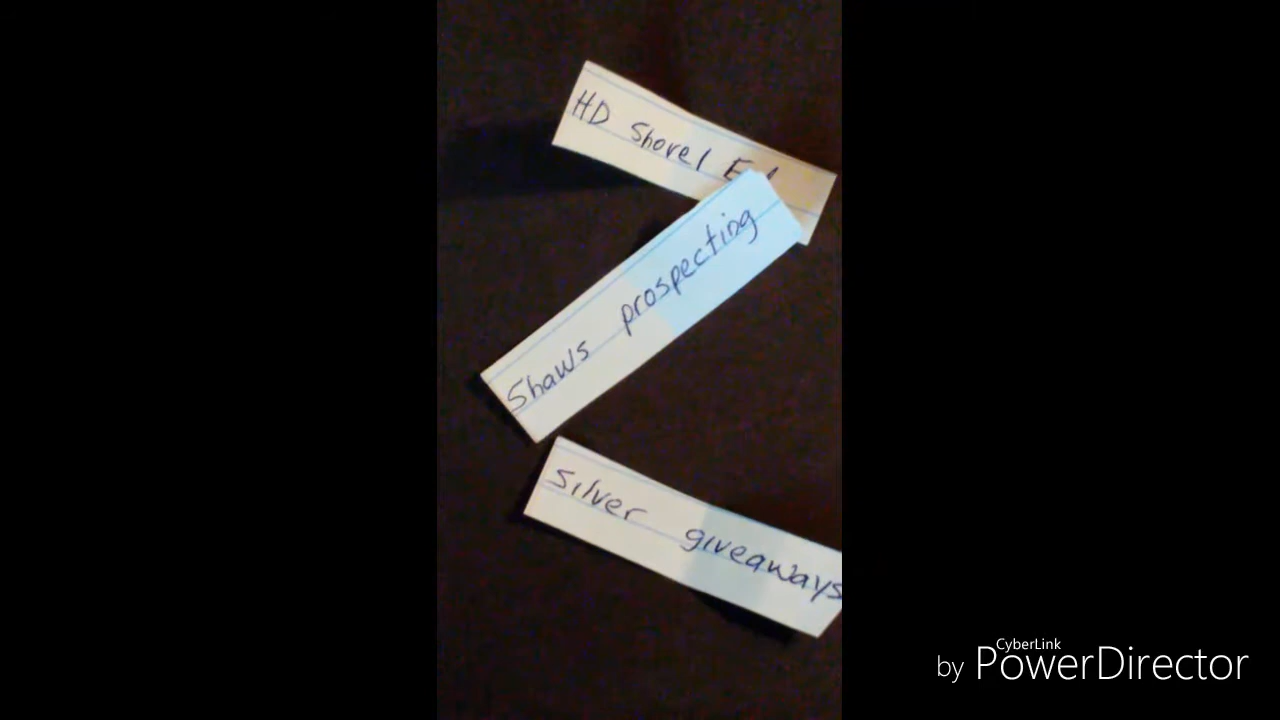 HD Shovel
Shaws prospecting
Silver giveaways
CyberLink
by PowerDirector